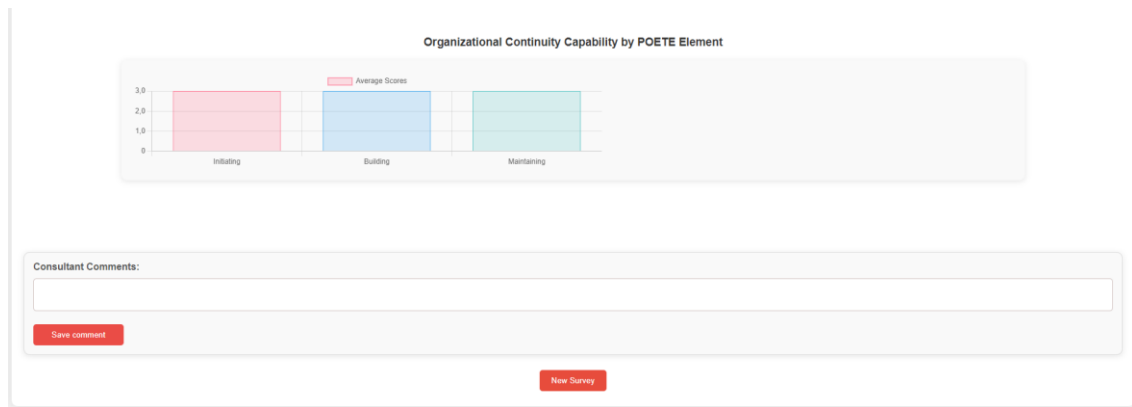 Organizational Continuity Capability by POETE Element
Average Scores
3,0
2,0
1,0
0
Initiating Building Maintaining
Consultant Comments:
Save comment
New Survey